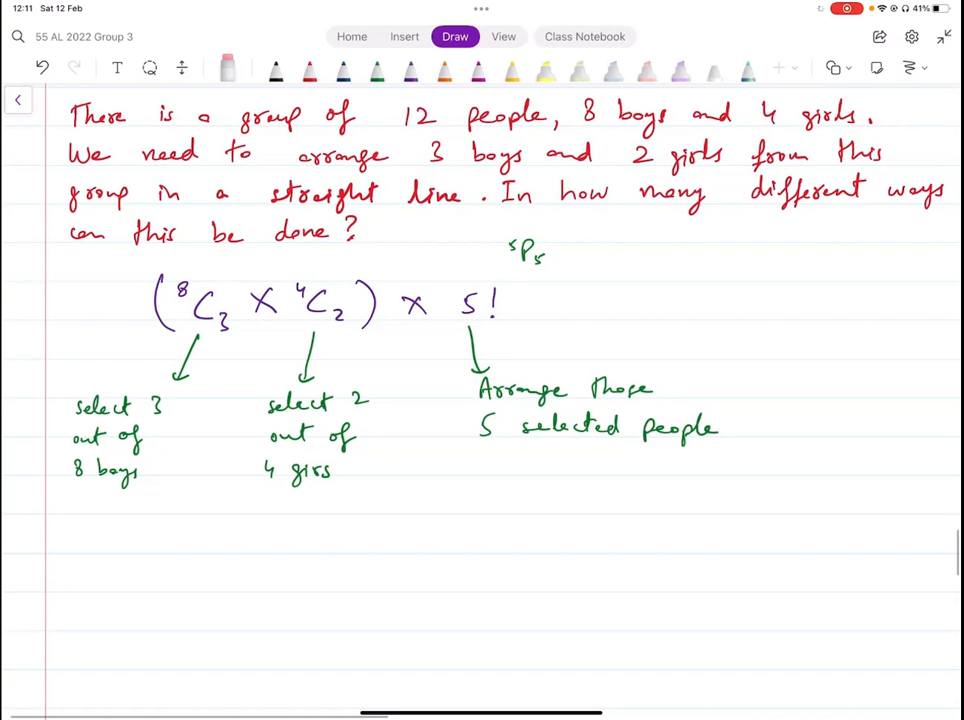 12:11 Sat 12 Feb
41%
55 AL 2022 Group 3
Home Insert Draw View Class Notebook
There is a group of 12 people, 8 boys and 4 girls.
We need to arrange 3 boys and 2 girls from this
group in a straight line. In how many different ways
can this be done?
⁵P₅
(⁸C₃ X ⁴C₂) × 5!
select 3
out of
8 boys
select 2
out of
4 girs
Arrange those
5 selected people